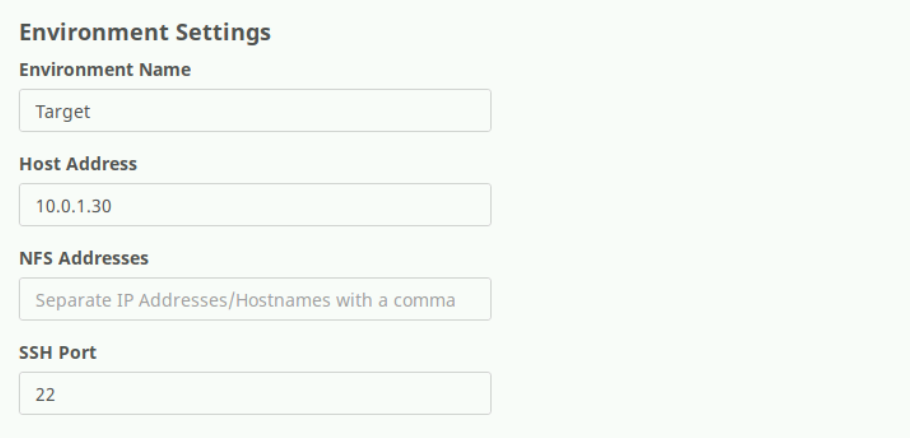 Environment Settings
Environment Name
Target
Host Address
10.0.1.30
NFS Addresses
Separate IP Addresses/Hostnames with a comma
SSH Port
22